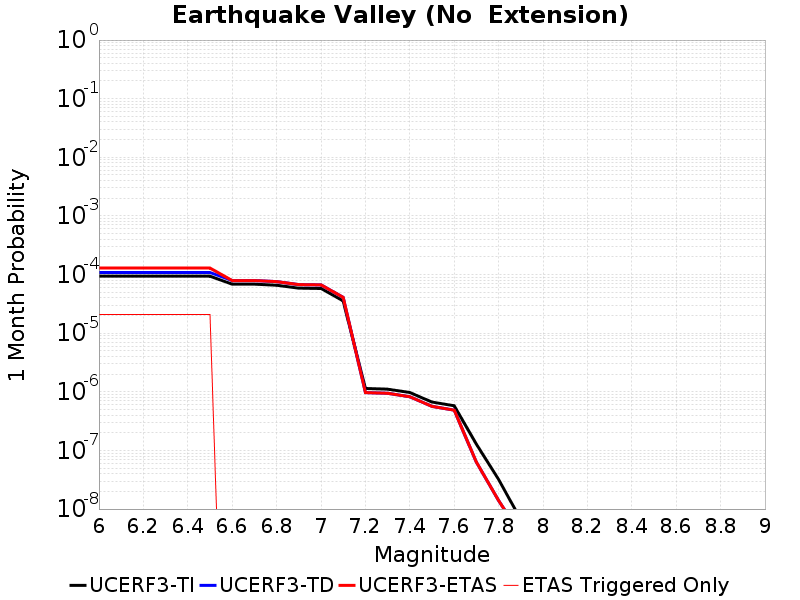 Earthquake Valley (No  Extension)
10^0
10^-1
10^-2
10^-3
10^-4
10^-5
10^-6
10^-7
10^-8
1 Month Probability
6 6.2 6.4 6.6 6.8 7 7.2 7.4 7.6 7.8 8 8.2 8.4 8.6 8.8 9
Magnitude
UCERF3-TI UCERF3-TD UCERF3-ETAS ETAS Triggered Only